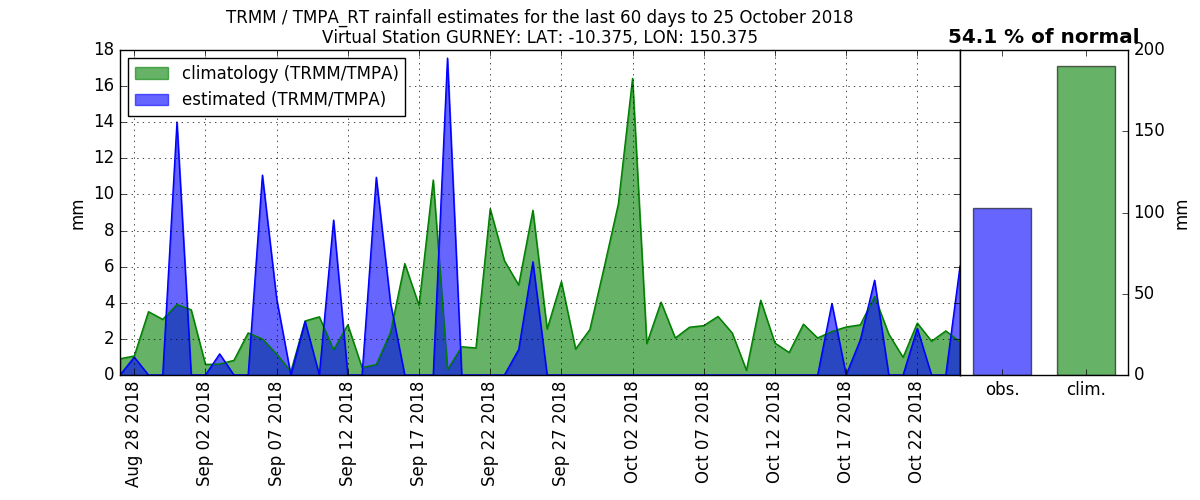 TRMM / TMPA_RT rainfall estimates for the last 60 days to 25 October 2018
Virtual Station GURNEY: LAT: -10.375, LON: 150.375
54.1 % of normal
climatology (TRMM/TMPA)
estimated (TRMM/TMPA)
mm
18
16
14
12
10
8
6
4
2
0
Aug 28 2018
Sep 02 2018
Sep 07 2018
Sep 12 2018
Sep 17 2018
Sep 22 2018
Sep 27 2018
Oct 02 2018
Oct 07 2018
Oct 12 2018
Oct 17 2018
Oct 22 2018
obs.
clim.
200
150
100
50
0
mm